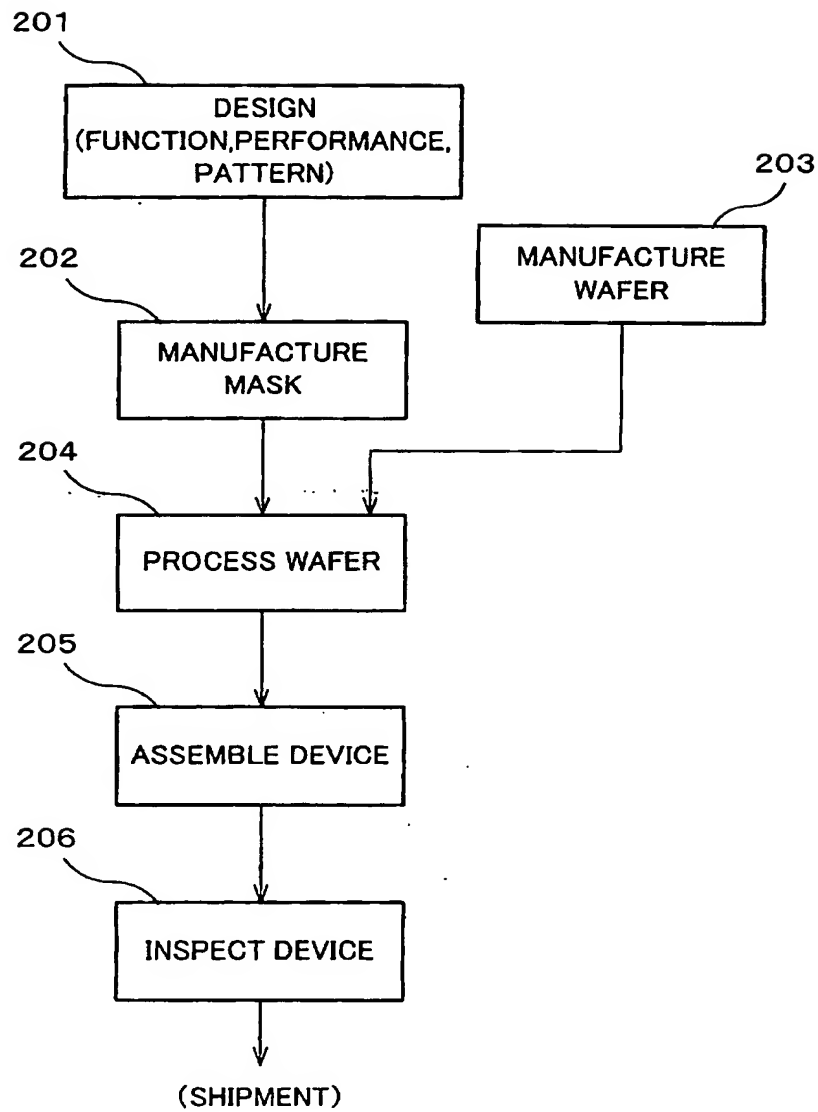 201
DESIGN
(FUNCTION,PERFORMANCE,
PATTERN)
203
MANUFACTURE
WAFER
202
MANUFACTURE
MASK
204
PROCESS WAFER
205
ASSEMBLE DEVICE
206
INSPECT DEVICE
(SHIPMENT)